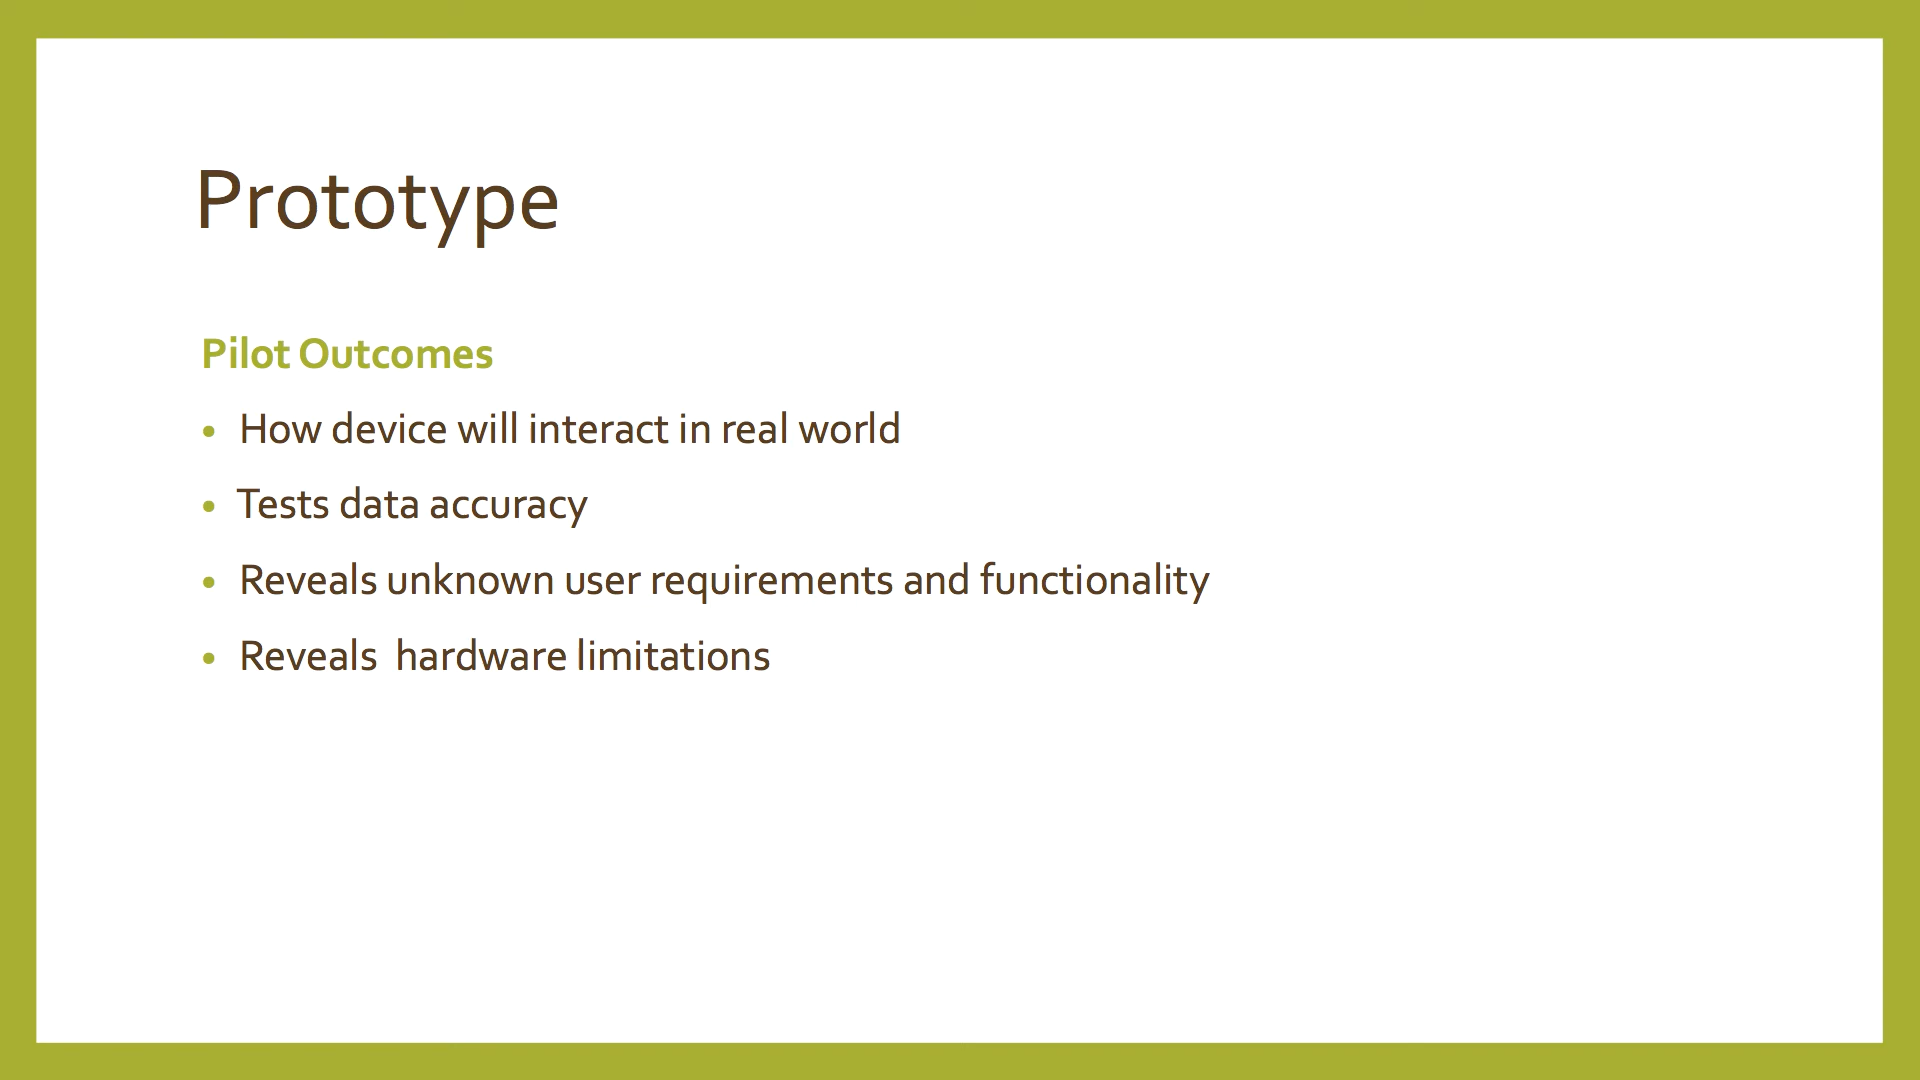 Prototype
Pilot Outcomes
• How device will interact in real world
• Tests data accuracy
• Reveals unknown user requirements and functionality
• Reveals  hardware limitations